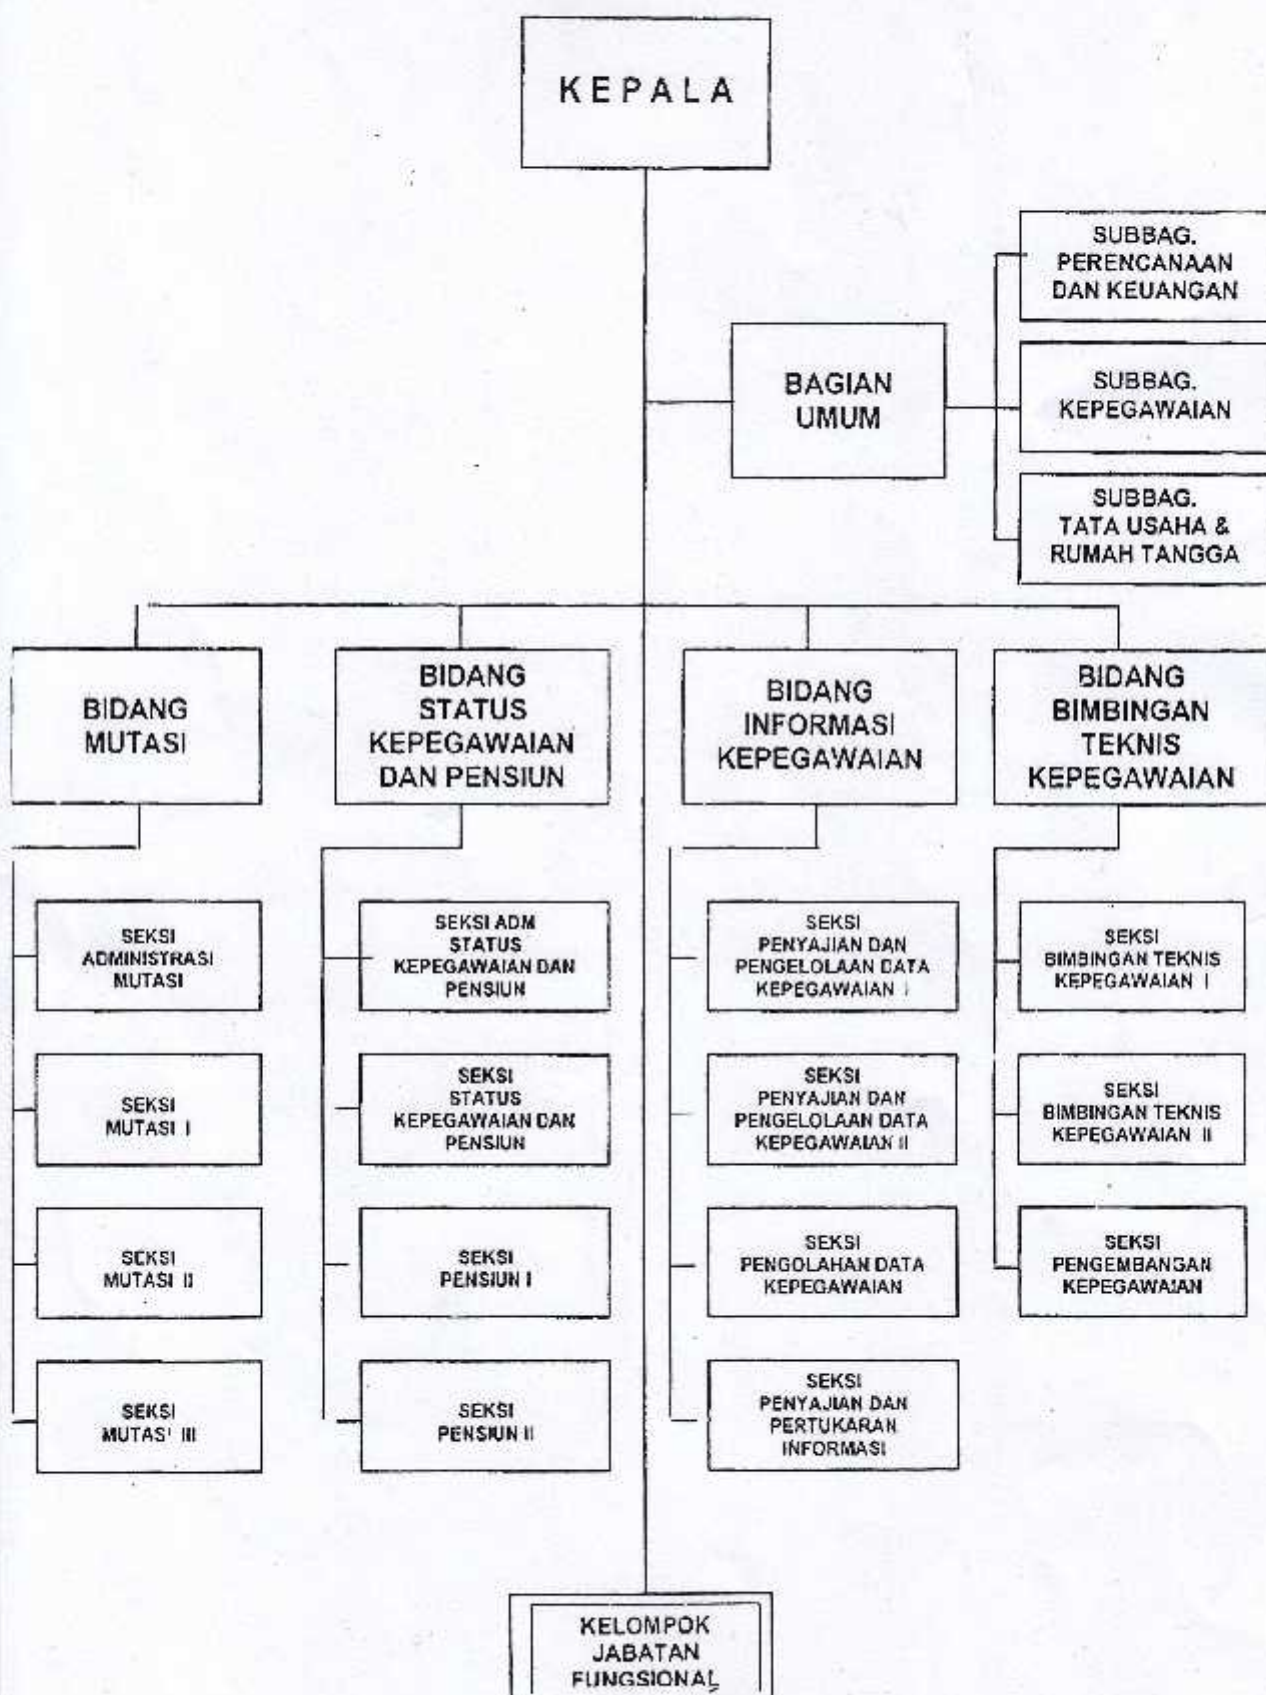 KEPALA
SUBBAG.
PERENCANAAN
DAN KEUANGAN
BAGIAN
UMUM
SUBBAG.
KEPEGAWAIAN
SUBBAG.
TATA USAHA &
RUMAH TANGGA
BIDANG
MUTASI
BIDANG
STATUS
KEPEGAWAIAN
DAN PENSIUN
BIDANG
INFORMASI
KEPEGAWAIAN
BIDANG
BIMBINGAN
TEKNIS
KEPEGAWAIAN
SEKSI
ADMINISTRASI
MUTASI
SEKSI ADM
STATUS
KEPEGAWAIAN DAN
PENSIUN
SEKSI
PENYAJIAN DAN
PENGELOLAAN DATA
KEPEGAWAIAN I
SEKSI
BIMBINGAN TEKNIS
KEPEGAWAIAN I
SEKSI
MUTASI I
SEKSI
STATUS
KEPEGAWAIAN DAN
PENSIUN
SEKSI
PENYAJIAN DAN
PENGELOLAAN DATA
KEPEGAWAIAN II
SEKSI
BIMBINGAN TEKNIS
KEPEGAWAIAN II
SEKSI
MUTASI II
SEKSI
PENSIUN I
SEKSI
PENGOLAHAN DATA
KEPEGAWAIAN
SEKSI
PENGEMBANGAN
KEPEGAWAIAN
SEKSI
MUTASI III
SEKSI
PENSIUN II
SEKSI
PENYAJIAN DAN
PERTUKARAN
INFORMASI
KELOMPOK
JABATAN
FUNGSIONAL